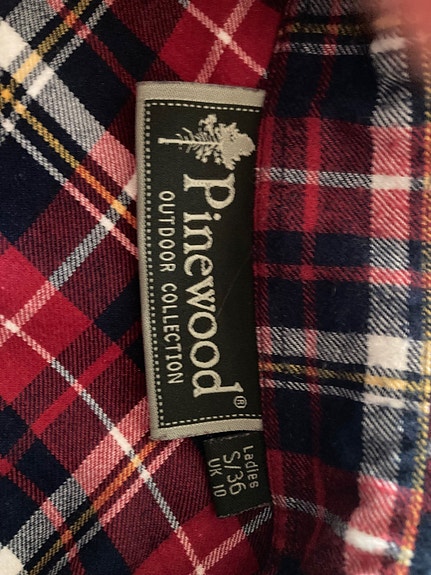 Pinewood®
OUTDOOR COLLECTION
Ladies
S/36
UK 10